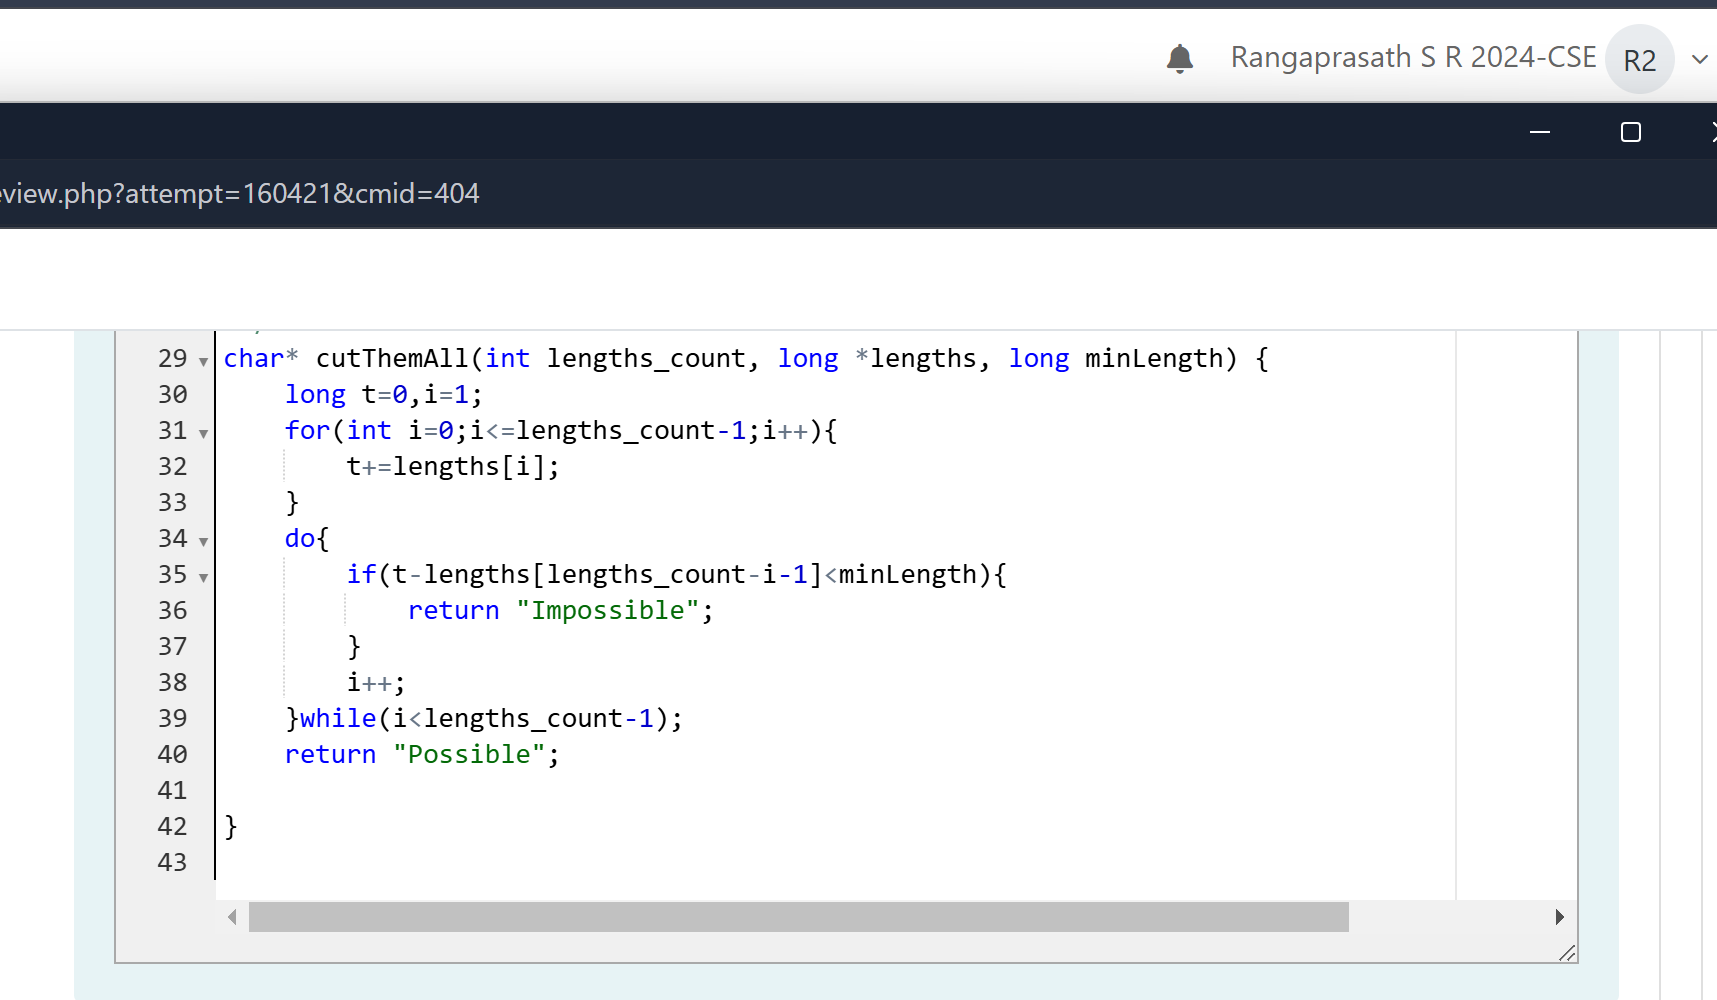 Rangaprasath S R 2024-CSE R2
view.php?attempt=160421&cmid=404
29 char* cutThemAll(int lengths_count, long *lengths, long minLength) {
30 long t=0,i=1;
31 for(int i=0;i<=lengths_count-1;i++){
32 t+=lengths[i];
33 }
34 do{
35 if(t-lengths[lengths_count-i-1]<minLength){
36 return "Impossible";
37 }
38 i++;
39 }while(i<lengths_count-1);
40 return "Possible";
41
42 }
43